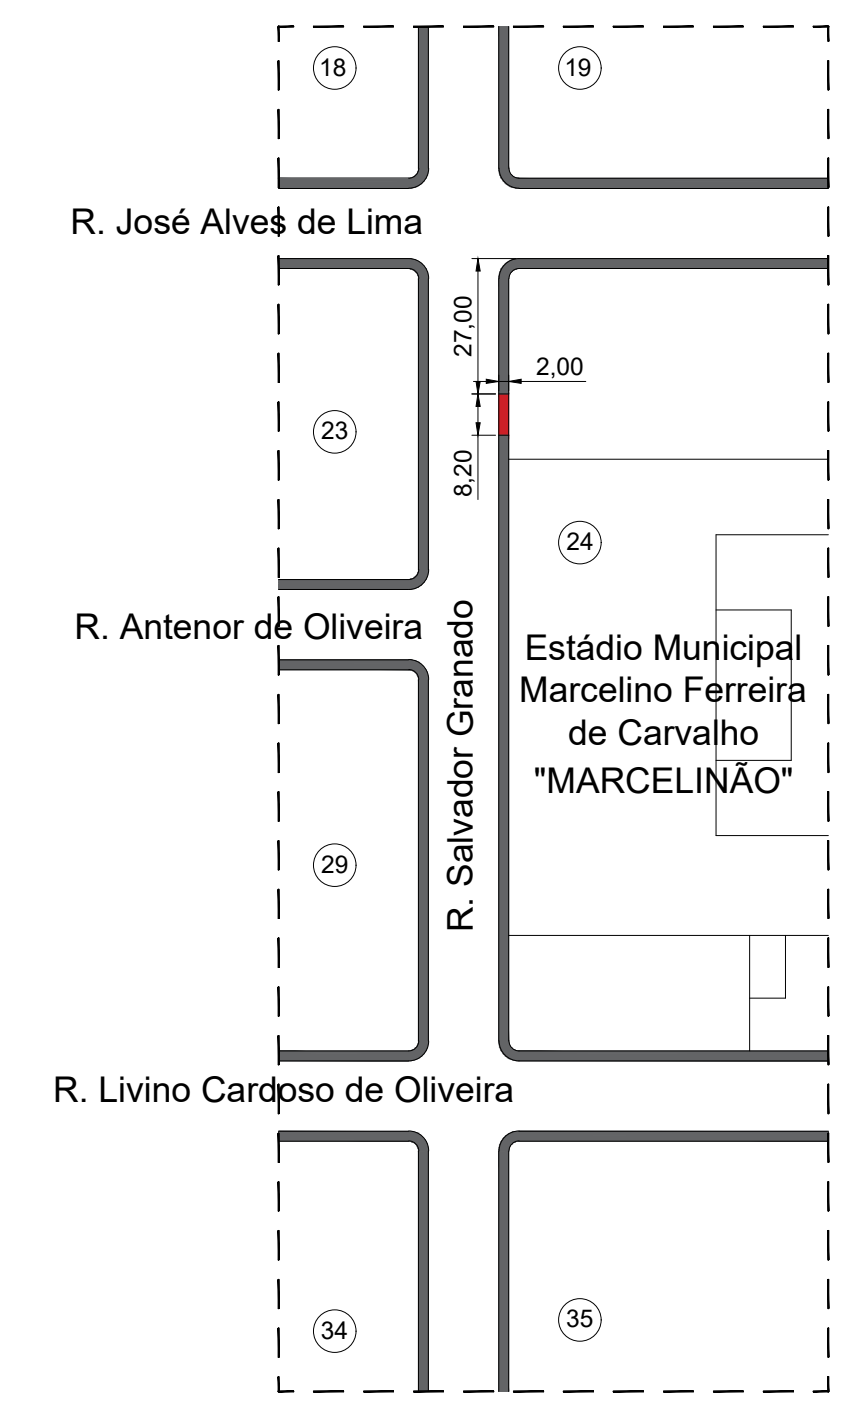 18
19
R. José Alves de Lima
27,00
2,00
23
8,20
24
R. Antenor de Oliveira
R. Salvador Granado
Estádio Municipal
Marcelino Ferreira
de Carvalho
"MARCELINÃO"
29
R. Livino Cardoso de Oliveira
34
35